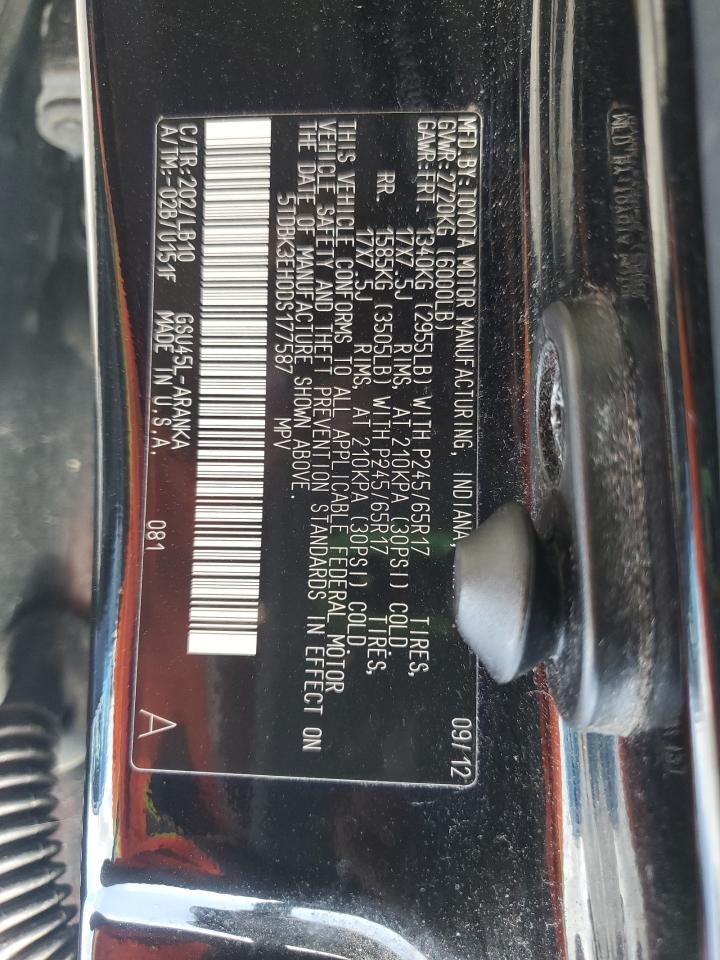 MFD.BY:TOYOTA MOTOR MANUFACTURING, INDIANA, 09/12
GVWR:2720KG (6000LB)
GAWR:FRT. 1340KG (2955LB) WITH P245/65R17 TIRES,
17X7.5J RIMS, AT 210KPA (30PSI) COLD
RR. 1585KG (3505LB) WITH P245/65R17 TIRES,
17X7.5J RIMS, AT 210KPA (30PSI) COLD
THIS VEHICLE CONFORMS TO ALL APPLICABLE FEDERAL MOTOR
VEHICLE SAFETY AND THEFT PREVENTION STANDARDS IN EFFECT ON
THE DATE OF MANUFACTURE SHOWN ABOVE.
5TDBK3EH0DS177587 MPV
C/TR:202/LB10 GSU45L-ARANKA 081
A/TM:-02B/U151F MADE IN U.S.A. A